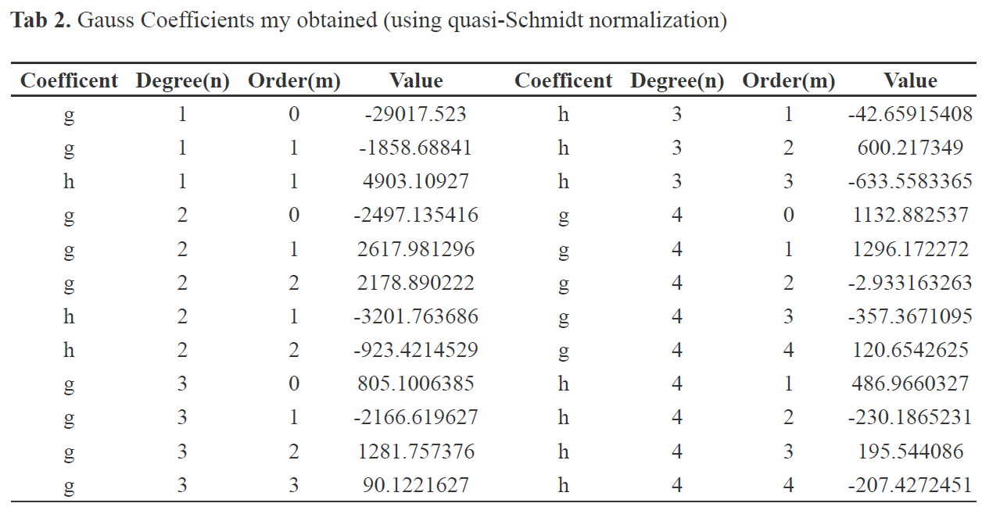 Tab 2. Gauss Coefficients my obtained (using quasi-Schmidt normalization)
Coefficent Degree(n) Order(m) Value Coefficent Degree(n) Order(m) Value
g 1 0 -29017.523 h 3 1 -42.65915408
g 1 1 -1858.68841 h 3 2 600.217349
h 1 1 4903.10927 h 3 3 -633.5583365
g 2 0 -2497.135416 g 4 0 1132.882537
g 2 1 2617.981296 g 4 1 1296.172272
g 2 2 2178.890222 g 4 2 -2.933163263
h 2 1 -3201.763686 g 4 3 -357.3671095
h 2 2 -923.4214529 g 4 4 120.6542625
g 3 0 805.1006385 h 4 1 486.9660327
g 3 1 -2166.619627 h 4 2 -230.1865231
g 3 2 1281.757376 h 4 3 195.544086
g 3 3 90.1221627 h 4 4 -207.4272451